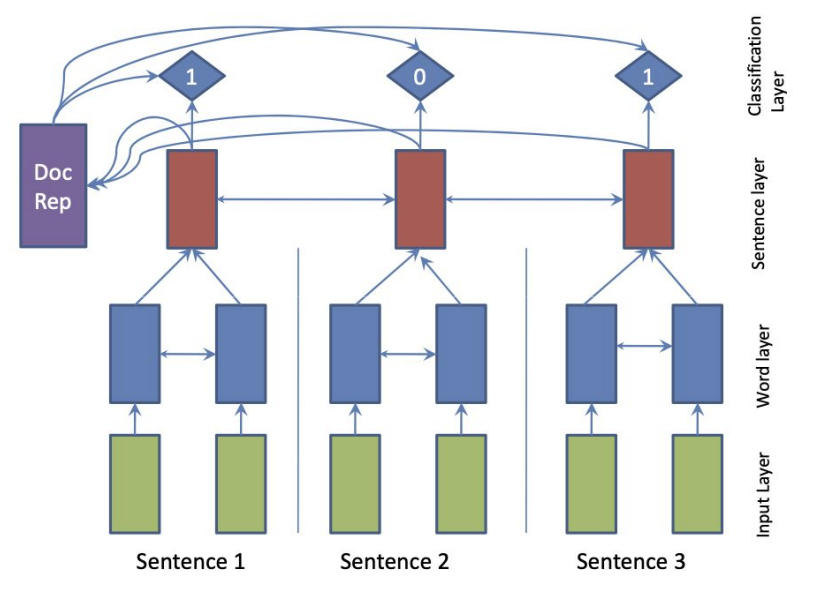 1
0
1
Classification
Layer
Doc
Rep
Sentence layer
Word layer
Input Layer
Sentence 1
Sentence 2
Sentence 3